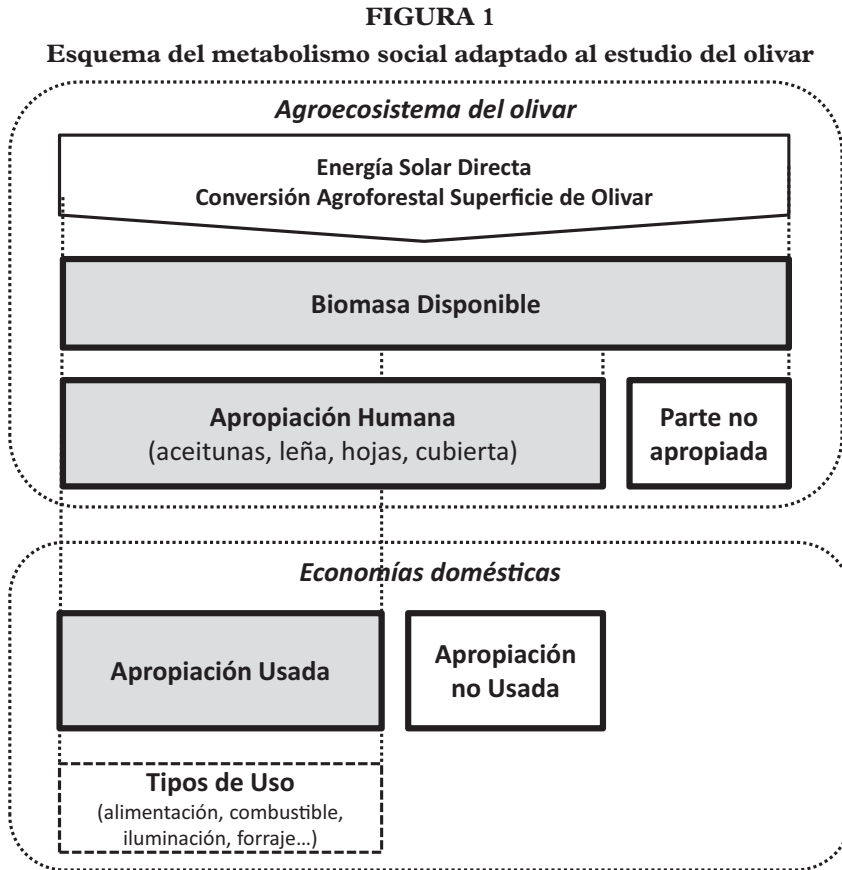 FIGURA 1
Esquema del metabolismo social adaptado al estudio del olivar
Agroecosistema del olivar
Energía Solar Directa
Conversión Agroforestal Superficie de Olivar
Biomasa Disponible
Apropiación Humana
(aceitunas, leña, hojas, cubierta)
Parte no
apropiada
Economías domésticas
Apropiación Usada
Apropiación
no Usada
Tipos de Uso
(alimentación, combustible,
iluminación, forraje...)